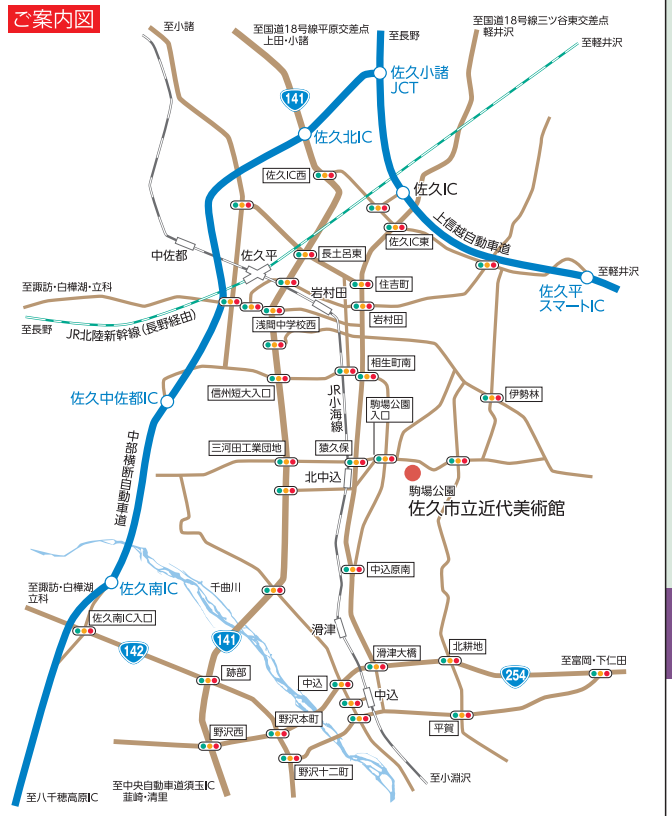 ご案内図
至小諸
至国道18号線平原交差点
上田・小諸
至長野
至国道18号線三ツ谷東交差点
軽井沢
至軽井沢
佐久小諸
JCT
141
佐久北IC
佐久IC西
佐久IC
上信越自動車道
佐久IC東
中佐都
佐久平
長土呂東
至軽井沢
佐久平
スマートIC
至諏訪・白樺湖・立科
岩村田
住吉町
至長野
JR北陸新幹線(長野経由)
浅間中学校西
岩村田
相生町南
佐久中佐都IC
信州短大入口
JR小海線
駒場公園
入口
伊勢林
中部横断自動車道
三河田工業団地
猿久保
北中込
駒場公園
佐久市立近代美術館
中込原南
至諏訪・白樺湖
立科
佐久南IC
千曲川
佐久南IC入口
142
141
滑津
滑津大橋
北耕地
254
至富岡・下仁田
跡部
中込
中込
野沢本町
平賀
野沢西
野沢十二町
至小淵沢
至八千穂高原IC
至中央自動車道須玉IC
韮崎・清里